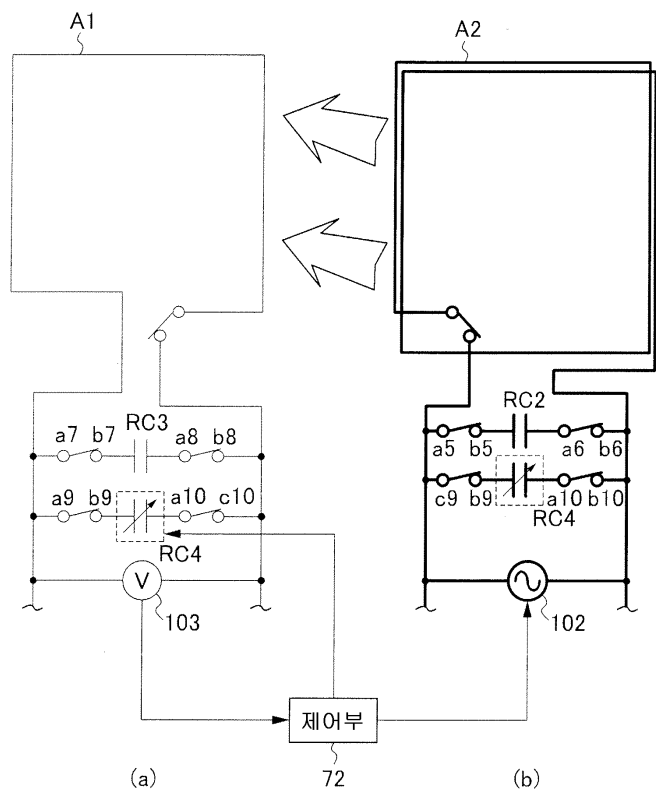 A1
A2
RC3
a7 b7 a8 b8
a9 b9 a10 c10
RC4
V
103
RC2
a5 b5 a6 b6
c9 b9 a10 b10
RC4
102
제어부
72
(a)
(b)